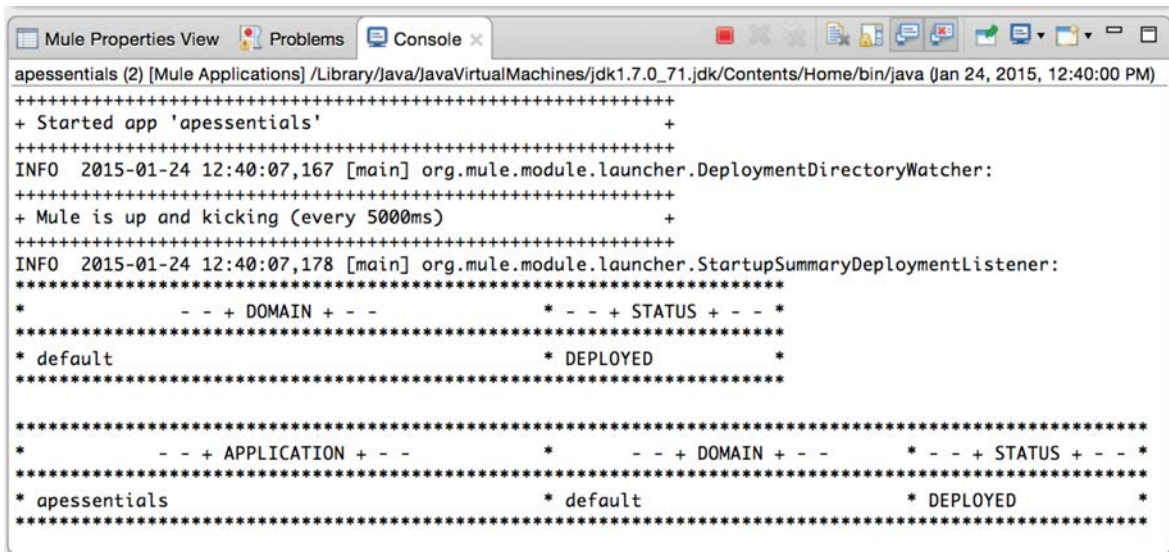 Mule Properties View Problems Console
apessentials (2) [Mule Applications] /Library/Java/JavaVirtualMachines/jdk1.7.0_71.jdk/Contents/Home/bin/java (Jan 24, 2015, 12:40:00 PM)
++++++++++++++++++++++++++++++++++++++++++++++++++++++++++++
+ Started app 'apessentials'                               +
++++++++++++++++++++++++++++++++++++++++++++++++++++++++++++
INFO  2015-01-24 12:40:07,167 [main] org.mule.module.launcher.DeploymentDirectoryWatcher:
++++++++++++++++++++++++++++++++++++++++++++++++++++++++++++
+ Mule is up and kicking (every 5000ms)                    +
++++++++++++++++++++++++++++++++++++++++++++++++++++++++++++
INFO  2015-01-24 12:40:07,178 [main] org.mule.module.launcher.StartupSummaryDeploymentListener:
**********************************************************************
*              - - + DOMAIN + - -               * - - + STATUS + - - *
**********************************************************************
* default                                       * DEPLOYED           *
**********************************************************************

*******************************************************************************************************
*            - - + APPLICATION + - -            *       - - + DOMAIN + - -       * - - + STATUS + - - *
*******************************************************************************************************
* apessentials                                  * default                        * DEPLOYED           *
*******************************************************************************************************